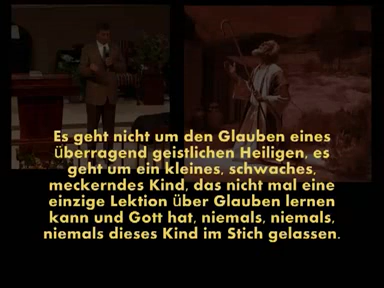 Es geht nicht um den Glauben eines
überragend geistlichen Heiligen, es
geht um ein kleines, schwaches,
meckerndes Kind, das nicht mal eine
einzige Lektion über Glauben lernen
kann und Gott hat, niemals, niemals,
niemals dieses Kind im Stich gelassen.